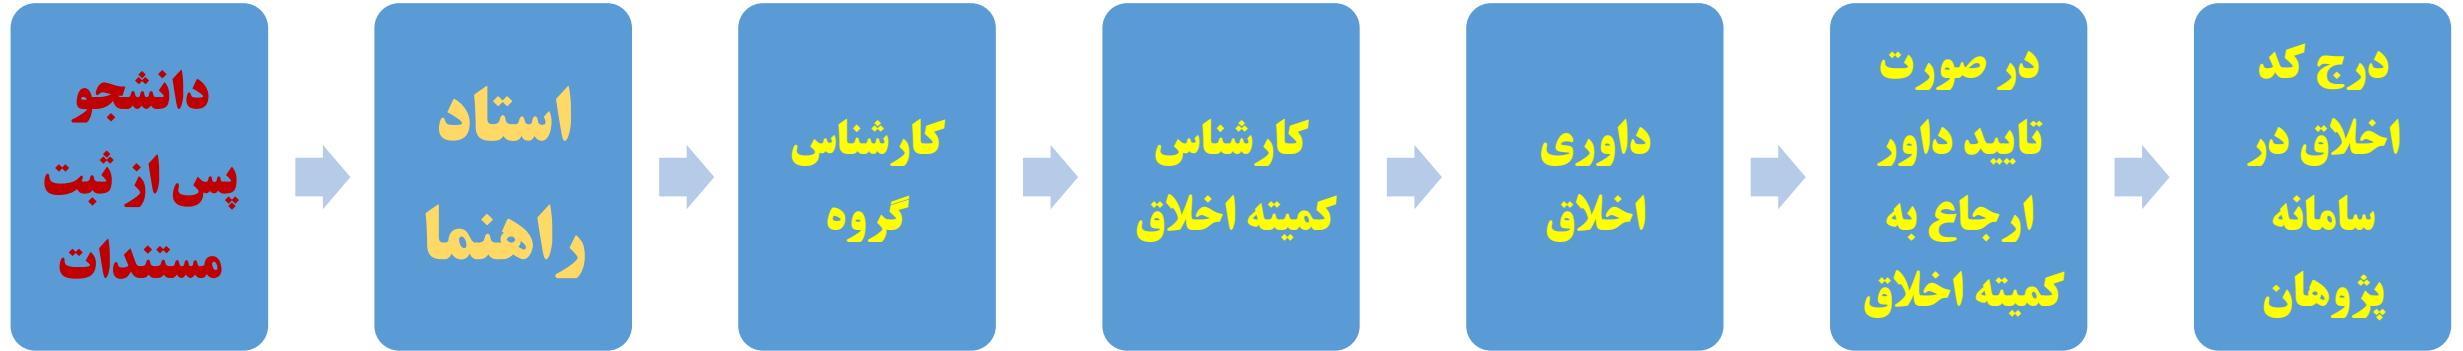 دانشجو
پس از ثبت
مستندات
استاد
راهنما
کارشناس
گروه
کارشناس
کمیته اخلاق
داوری
اخلاق
در صورت
تایید داور
ارجاع به
کمیته اخلاق
درج کد
اخلاق در
سامانه
پژوهان